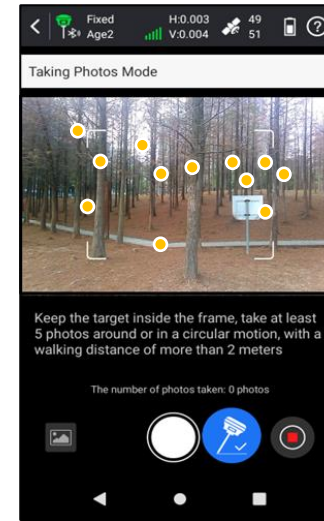 Fixed H:0.003 49
Age2 V:0.004 51
Taking Photos Mode
Keep the target inside the frame, take at least
5 photos around or in a circular motion, with a
walking distance of more than 2 meters
The number of photos taken: 0 photos